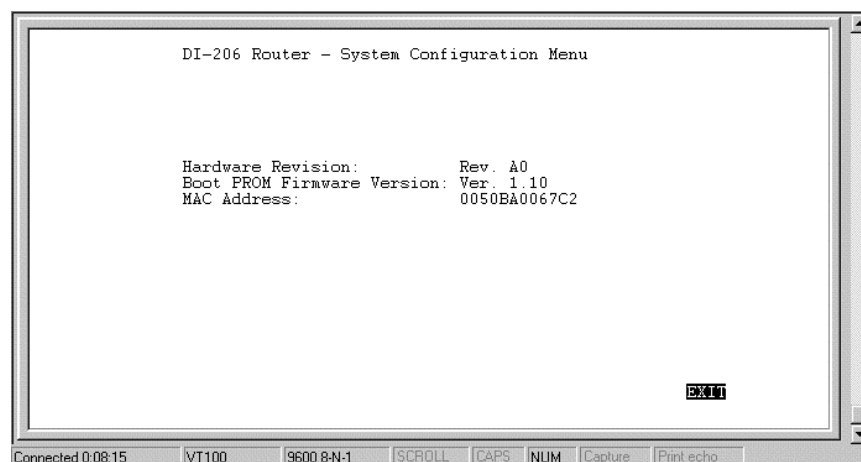 DI-206 Router - System Configuration Menu
Hardware Revision: Rev. A0
Boot PROM Firmware Version: Ver. 1.10
MAC Address: 0050BA0067C2
EXIT
Connected 0:08:15 VT100 9600 8-N-1 SCROLL CAPS NUM Capture Print echo